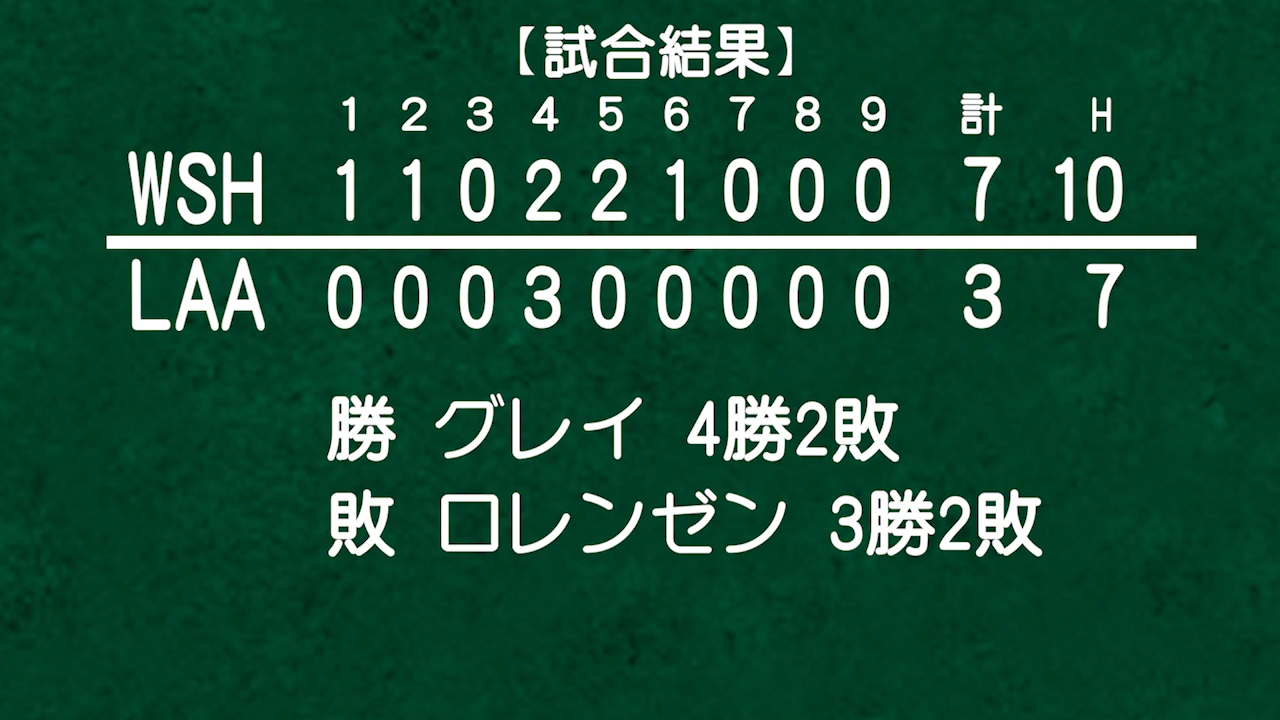 【試合結果】
1 2 3 4 5 6 7 8 9 計 H
WSH 1 1 0 2 2 1 0 0 0 7 10
LAA 0 0 0 3 0 0 0 0 0 3 7
勝 グレイ 4勝2敗
敗 ロレンゼン 3勝2敗